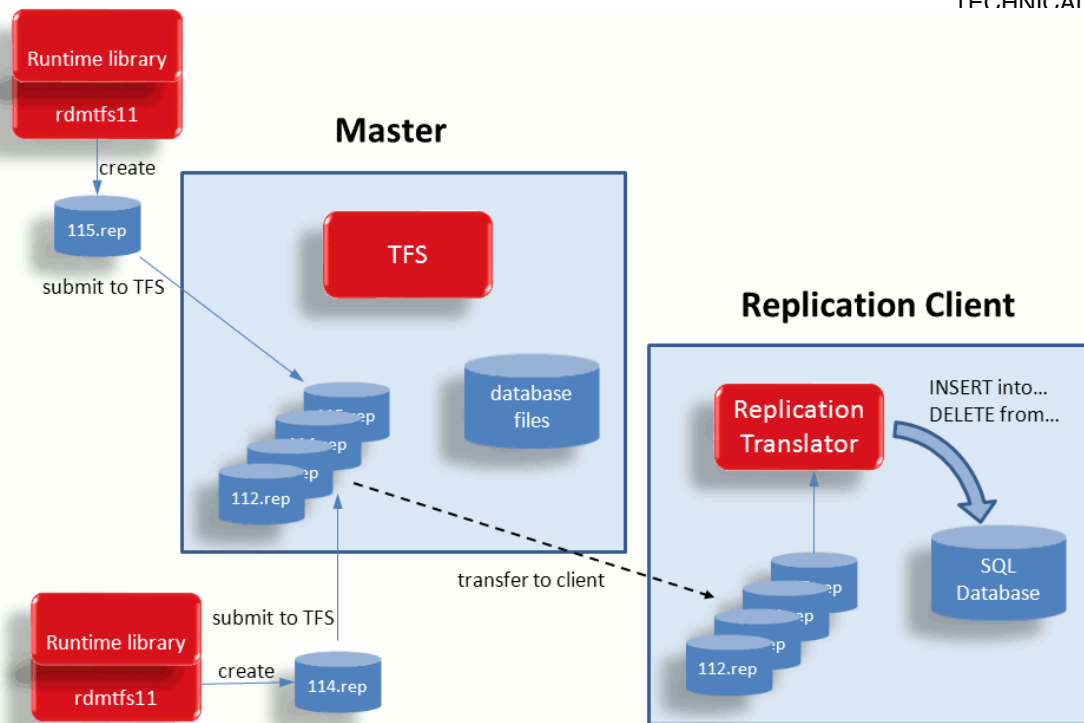 TECHNICAL
Runtime library
rdmtfs11
create
115.rep
submit to TFS
Master
TFS
database
files
112.rep
submit to TFS
Runtime library
rdmtfs11
create
114.rep
transfer to client
Replication Client
Replication
Translator
INSERT into...
DELETE from...
SQL
Database
112.rep